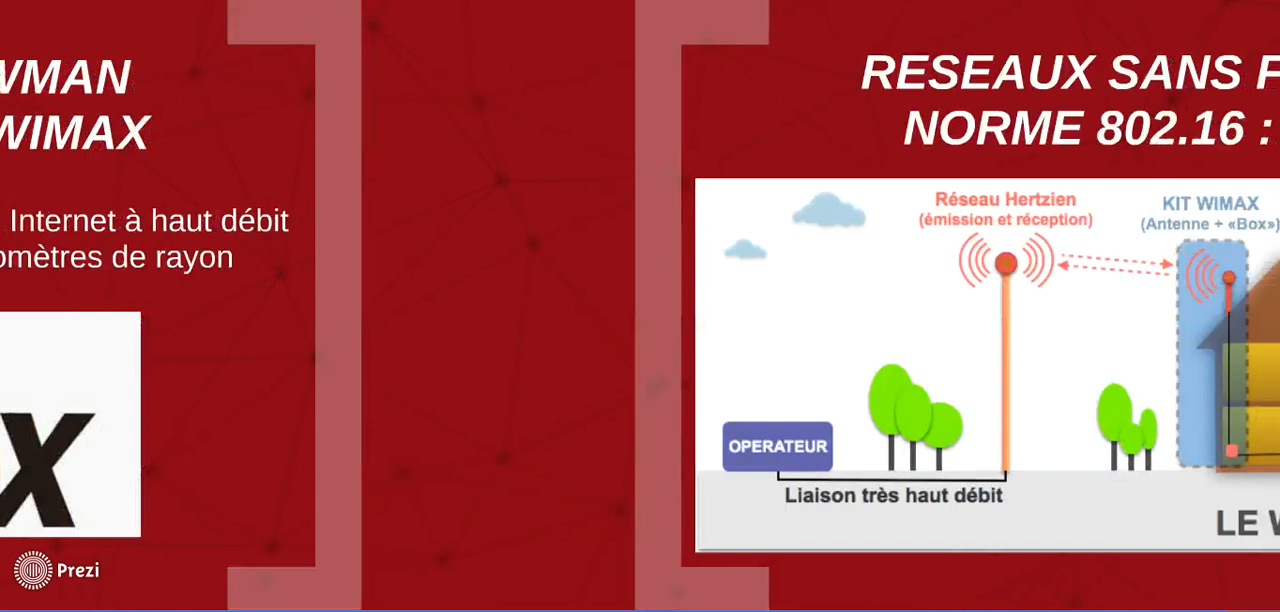 WMAN
WIMAX
Internet à haut débit
omètres de rayon
X
Prezi
RESEAUX SANS F
NORME 802.16 :
Réseau Hertzien
(émission et réception)
KIT WIMAX
(Antenne + «Box»)
OPERATEUR
Liaison très haut débit
LE W